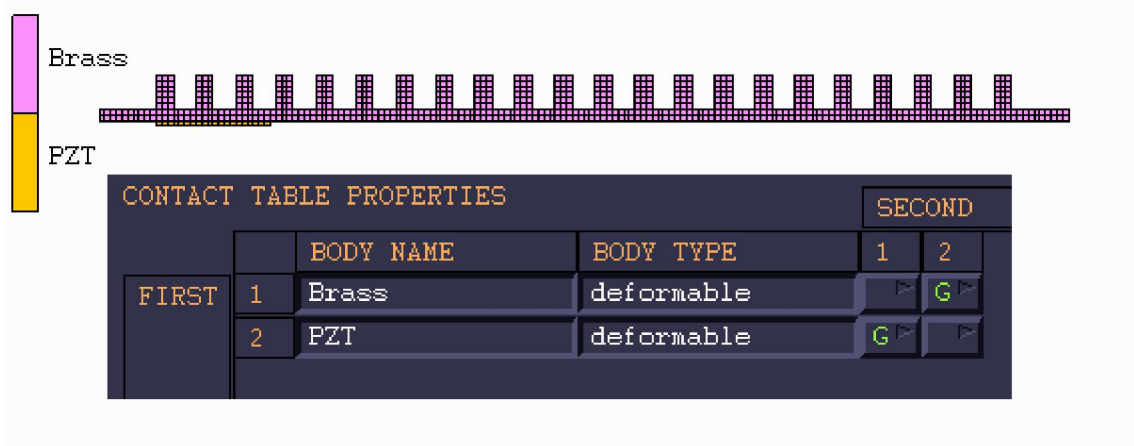 Brass
PZT
CONTACT TABLE PROPERTIES
SECOND
BODY NAME BODY TYPE 1 2
FIRST 1 Brass deformable G
2 PZT deformable G